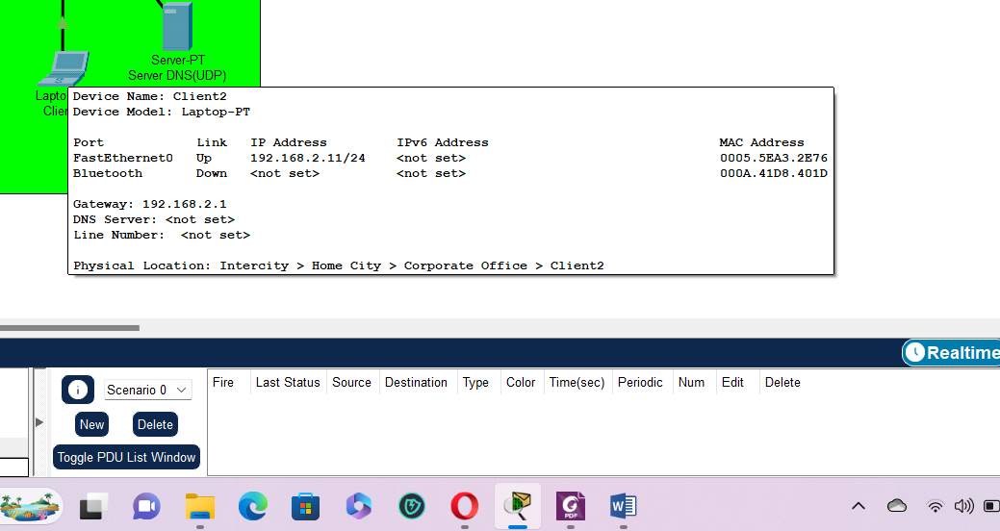 Server-PT
Server DNS(UDP)
Lapto
Clier
Device Name: Client2
Device Model: Laptop-PT
Port Link IP Address IPv6 Address MAC Address
FastEthernet0 Up 192.168.2.11/24 <not set> 0005.5EA3.2E76
Bluetooth Down <not set> <not set> 000A.41D8.401D
Gateway: 192.168.2.1
DNS Server: <not set>
Line Number: <not set>
Physical Location: Intercity > Home City > Corporate Office > Client2
Realtime
Scenario 0
New Delete
Toggle PDU List Window
Fire Last Status Source Destination Type Color Time(sec) Periodic Num Edit Delete
PDF